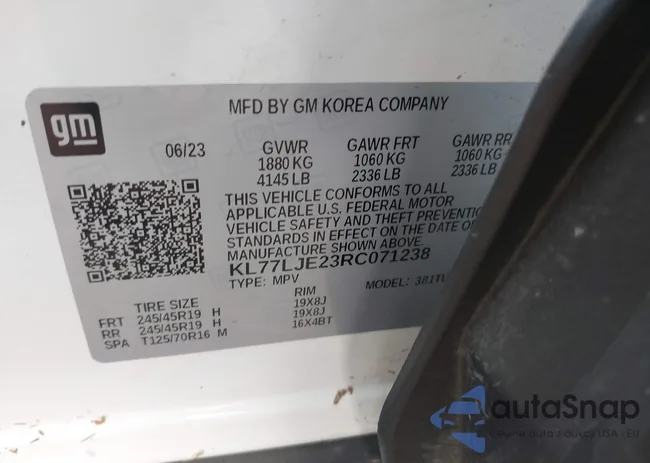 gm
MFD BY GM KOREA COMPANY
06/23 GVWR GAWR FRT GAWR RR
1880 KG 1060 KG 1060 KG
4145 LB 2336 LB 2336 LB
THIS VEHICLE CONFORMS TO ALL
APPLICABLE U.S. FEDERAL MOTOR
VEHICLE SAFETY AND THEFT PREVENTION
STANDARDS IN EFFECT ON THE DATE OF
MANUFACTURE SHOWN ABOVE.
KL77LJE23RC071238
TYPE: MPV MODEL:
TIRE SIZE RIM
FRT 245/45R19 H 19X8J
RR 245/45R19 H 19X8J
SPA T125/70R16 M 16X4BT
autaSnap
USA - EU